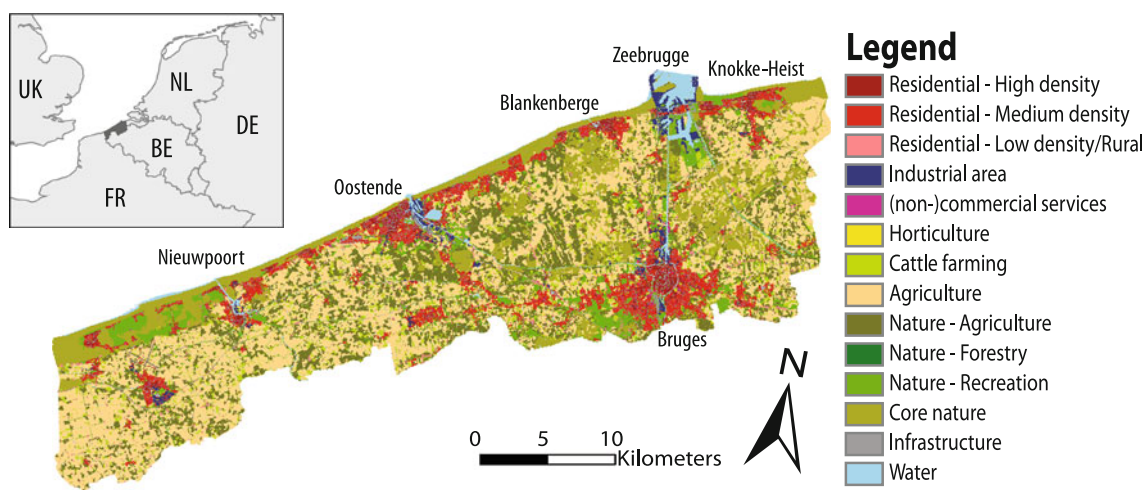 UK
NL
DE
BE
FR
Zeebrugge
Knokke-Heist
Blankenberge
Oostende
Nieuwpoort
Bruges
N
0 5 10
Kilometers
Legend
Residential - High density
Residential - Medium density
Residential - Low density/Rural
Industrial area
(non-)commercial services
Horticulture
Cattle farming
Agriculture
Nature - Agriculture
Nature - Forestry
Nature - Recreation
Core nature
Infrastructure
Water